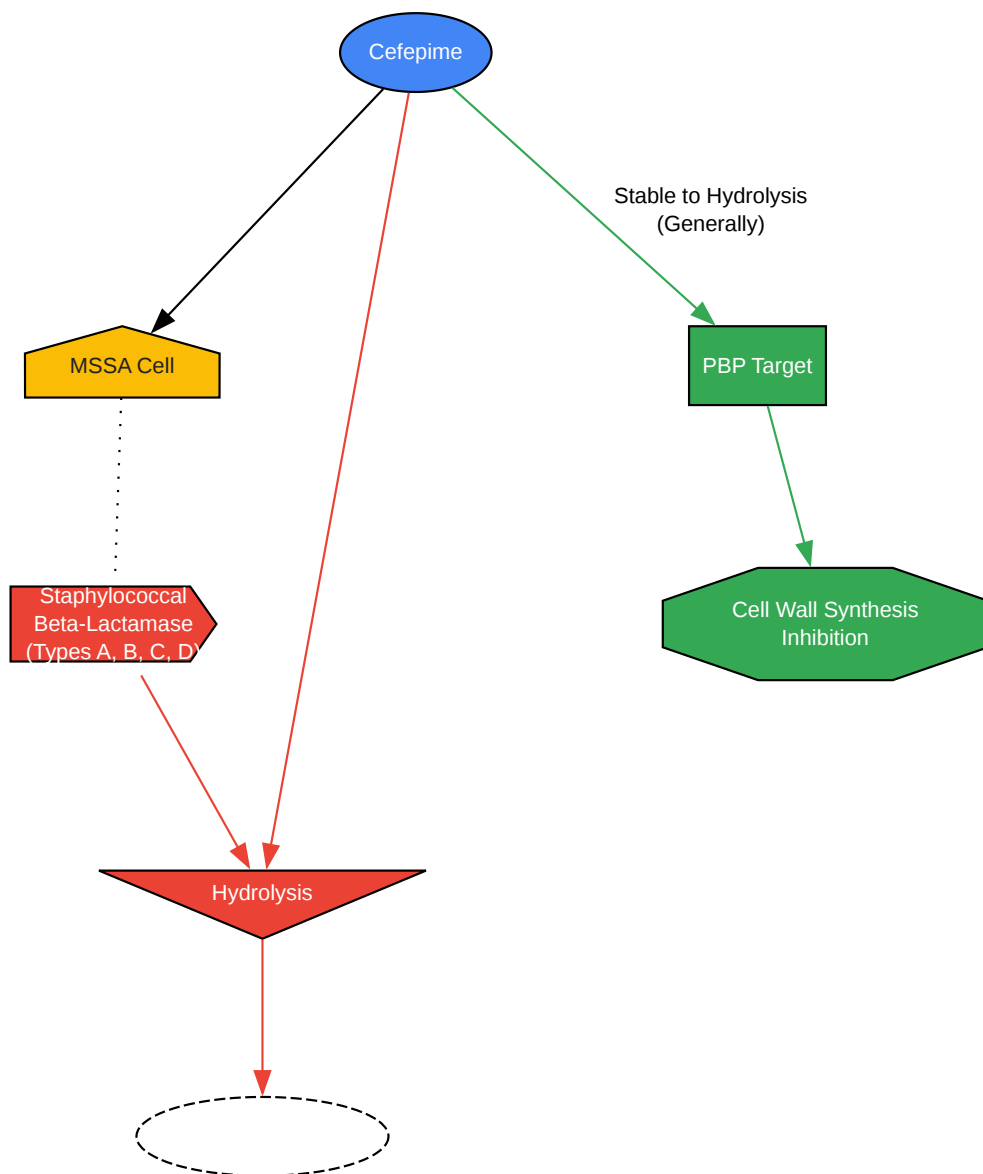 Cefepime
Stable to Hydrolysis
(Generally)
MSSA Cell
PBP Target
Staphylococcal
Beta-Lactamase
(Types A, B, C, D)
Cell Wall Synthesis
Inhibition
Hydrolysis